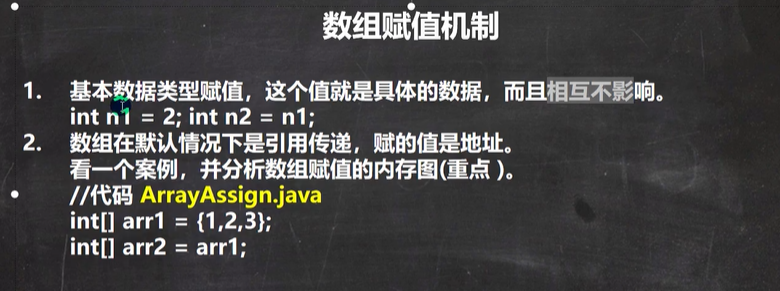 数组赋值机制
1. 基本数据类型赋值，这个值就是具体的数据，而且相互不影响。
int n1 = 2; int n2 = n1;
2. 数组在默认情况下是引用传递，赋的值是地址。
看一个案例，并分析数组赋值的内存图(重点 )。
//代码 ArrayAssign.java
int[] arr1 = {1,2,3};
int[] arr2 = arr1;